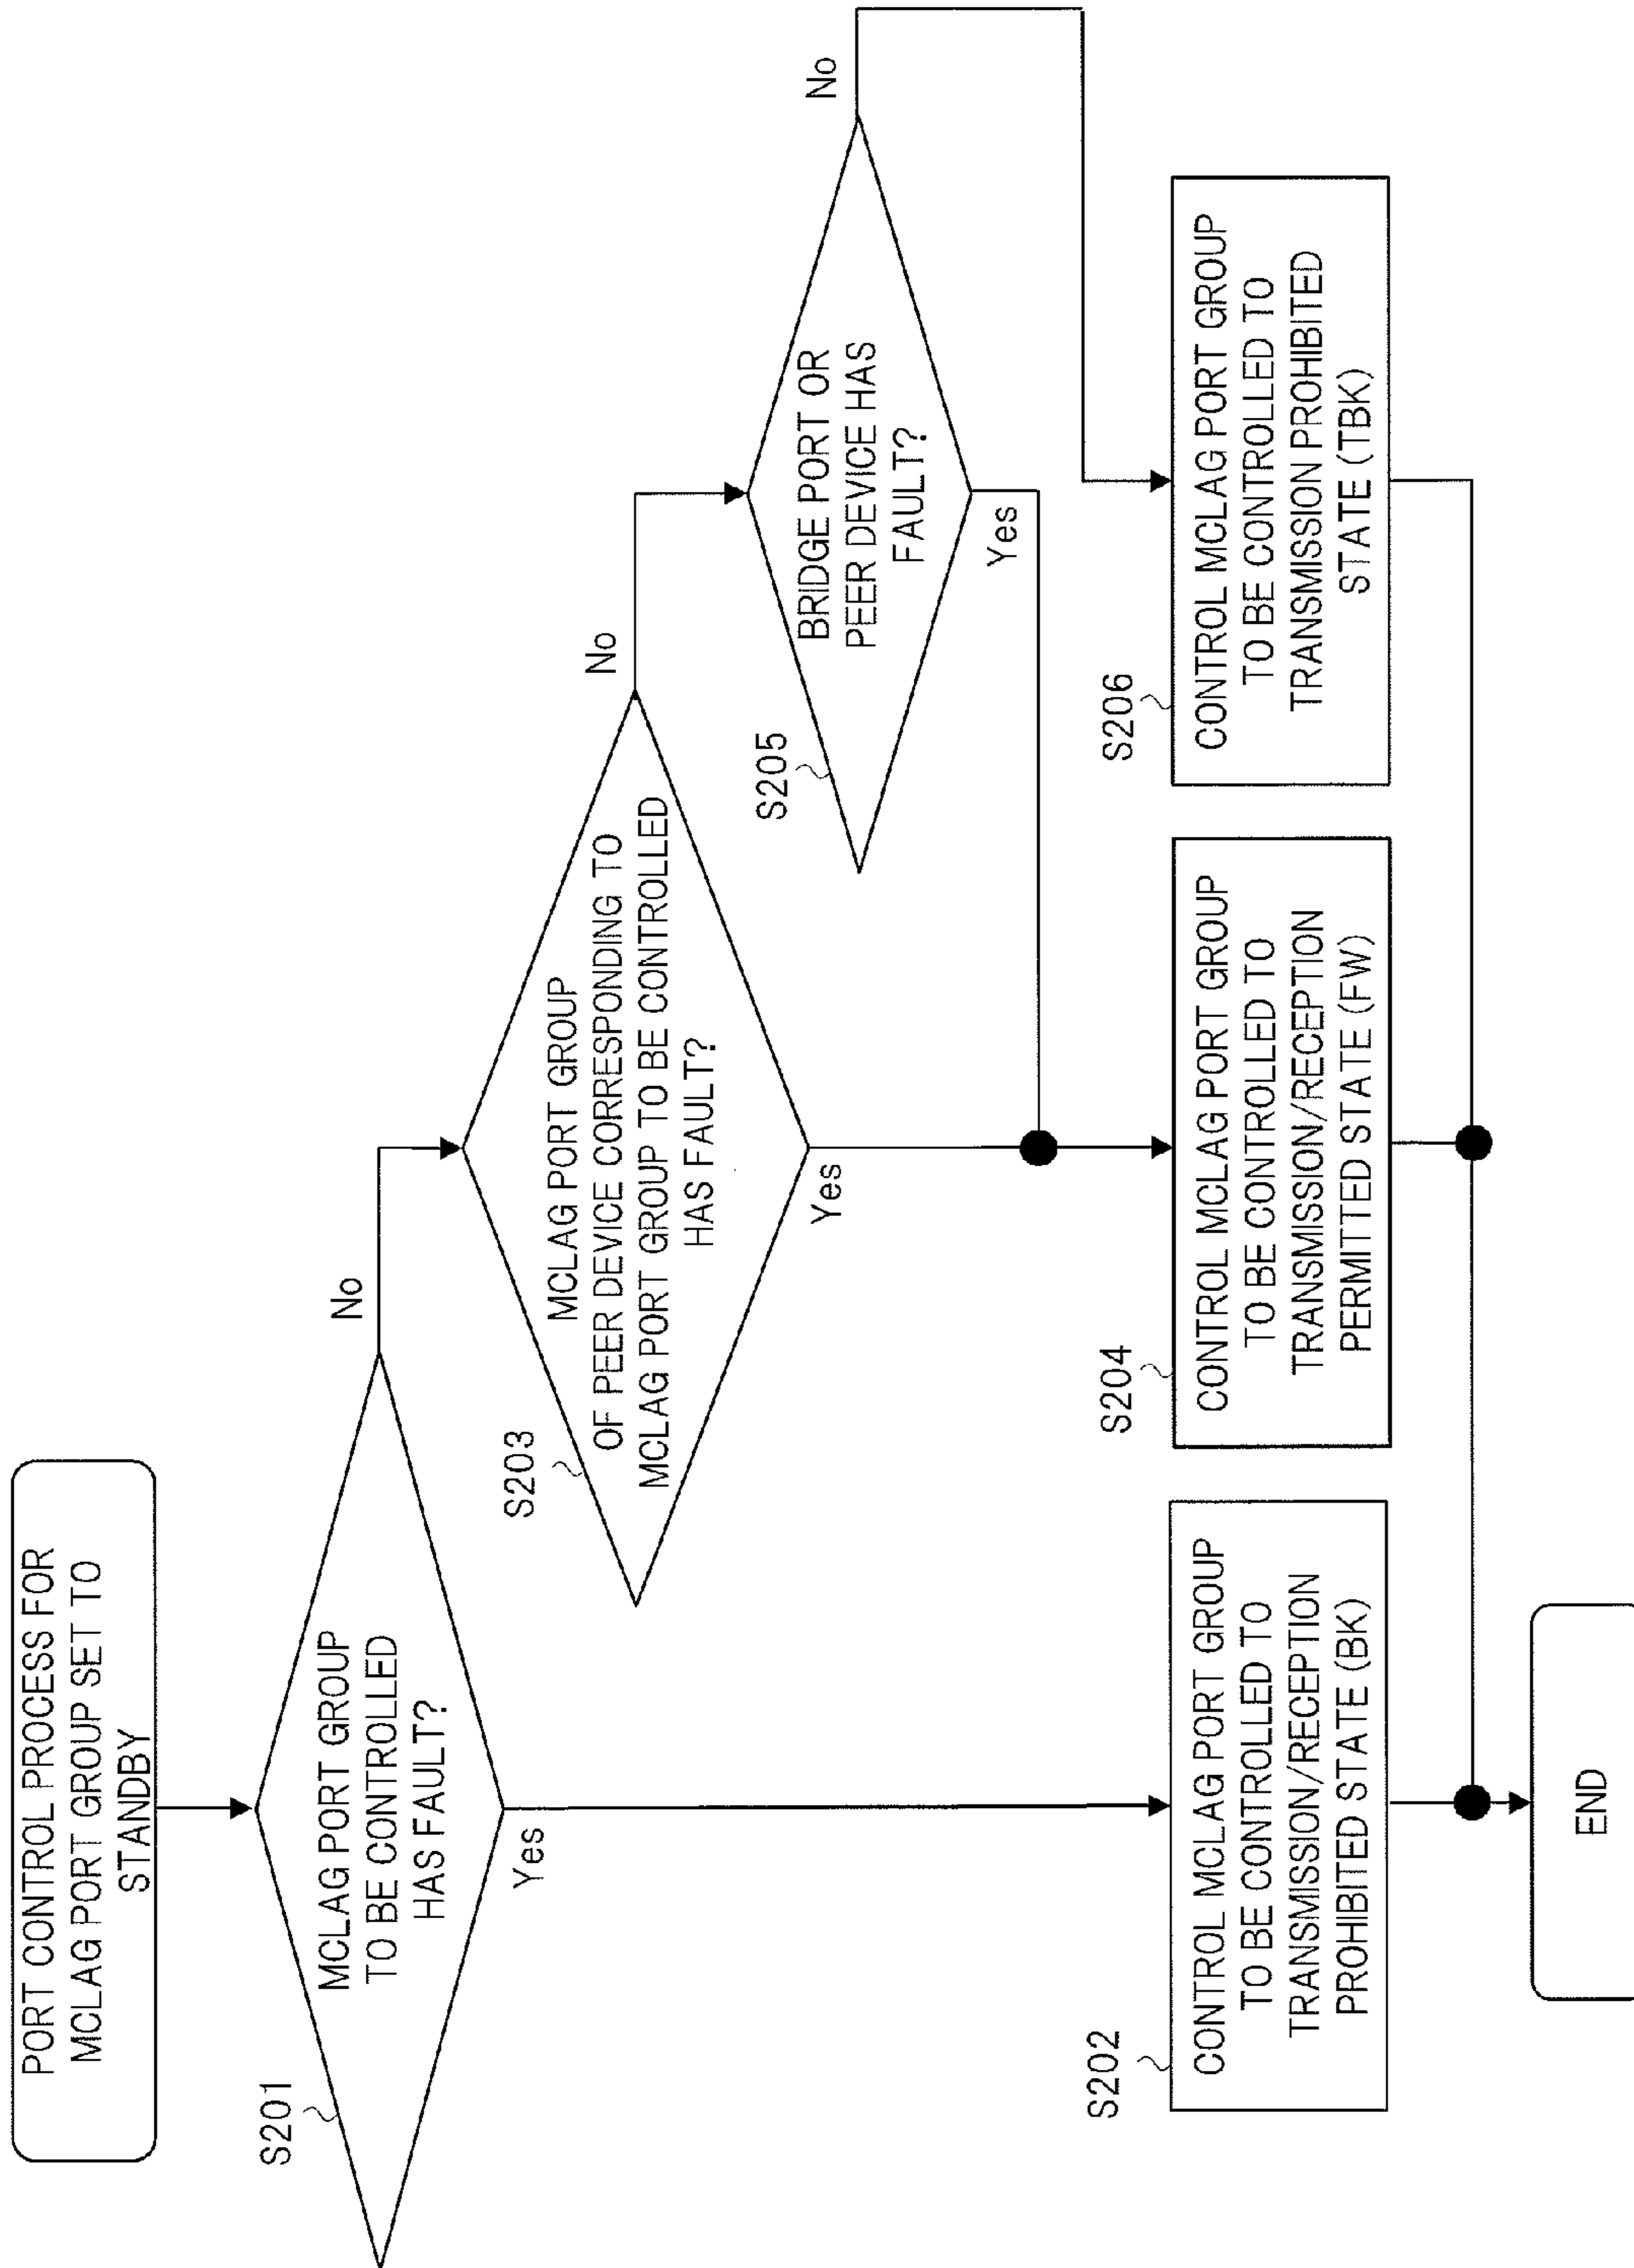 PORT CONTROL PROCESS FOR
MCLAG PORT GROUP SET TO
STANDBY
S201
MCLAG PORT GROUP
TO BE CONTROLLED
HAS FAULT?
No
Yes
S203
MCLAG PORT GROUP
OF PEER DEVICE CORRESPONDING TO
MCLAG PORT GROUP TO BE CONTROLLED
HAS FAULT?
No
Yes
S205
BRIDGE PORT OR
PEER DEVICE HAS
FAULT?
No
Yes
S202
CONTROL MCLAG PORT GROUP
TO BE CONTROLLED TO
TRANSMISSION/RECEPTION
PROHIBITED STATE (BK)
S204
CONTROL MCLAG PORT GROUP
TO BE CONTROLLED TO
TRANSMISSION/RECEPTION
PERMITTED STATE (FW)
S206
CONTROL MCLAG PORT GROUP
TO BE CONTROLLED TO
TRANSMISSION PROHIBITED
STATE (TBK)
END